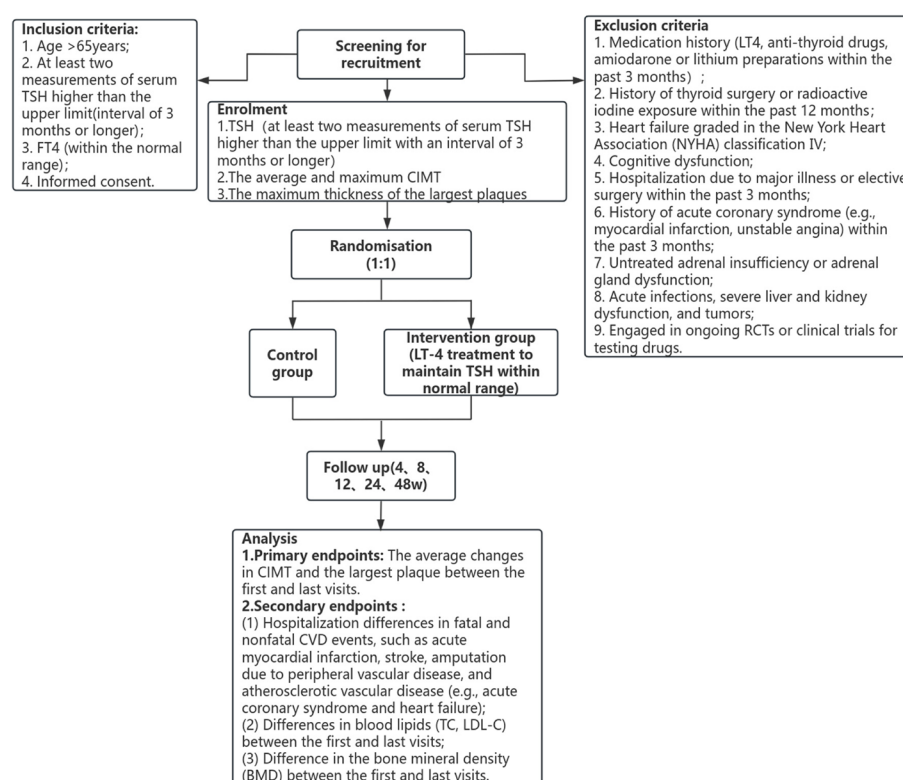 Inclusion criteria:
1. Age >65years;
2. At least two
measurements of serum
TSH higher than the
upper limit(interval of 3
months or longer);
3. FT4 (within the normal
range);
4. Informed consent.
Screening for
recruitment
Exclusion criteria
1. Medication history (LT4, anti-thyroid drugs,
amiodarone or lithium preparations within the
past 3 months） ;
2. History of thyroid surgery or radioactive
iodine exposure within the past 12 months;
3. Heart failure graded in the New York Heart
Association (NYHA) classification IV;
4. Cognitive dysfunction;
5. Hospitalization due to major illness or elective
surgery within the past 3 months;
6. History of acute coronary syndrome (e.g.,
myocardial infarction, unstable angina) within
the past 3 months;
7. Untreated adrenal insufficiency or adrenal
gland dysfunction;
8. Acute infections, severe liver and kidney
dysfunction, and tumors;
9. Engaged in ongoing RCTs or clinical trials for
testing drugs.
Enrolment
1.TSH（at least two measurements of serum TSH
higher than the upper limit with an interval of 3
months or longer)
2.The average and maximum CIMT
3.The maximum thickness of the largest plaques
Randomisation
(1:1)
Control
group
Intervention group
(LT-4 treatment to
maintain TSH within
normal range)
Follow up(4、8、
12、24、48w)
Analysis
1.Primary endpoints: The average changes
in CIMT and the largest plaque between the
first and last visits.
2.Secondary endpoints :
(1) Hospitalization differences in fatal and
nonfatal CVD events, such as acute
myocardial infarction, stroke, amputation
due to peripheral vascular disease, and
atherosclerotic vascular disease (e.g., acute
coronary syndrome and heart failure);
(2) Differences in blood lipids (TC, LDL-C)
between the first and last visits;
(3) Difference in the bone mineral density
(BMD) between the first and last visits.